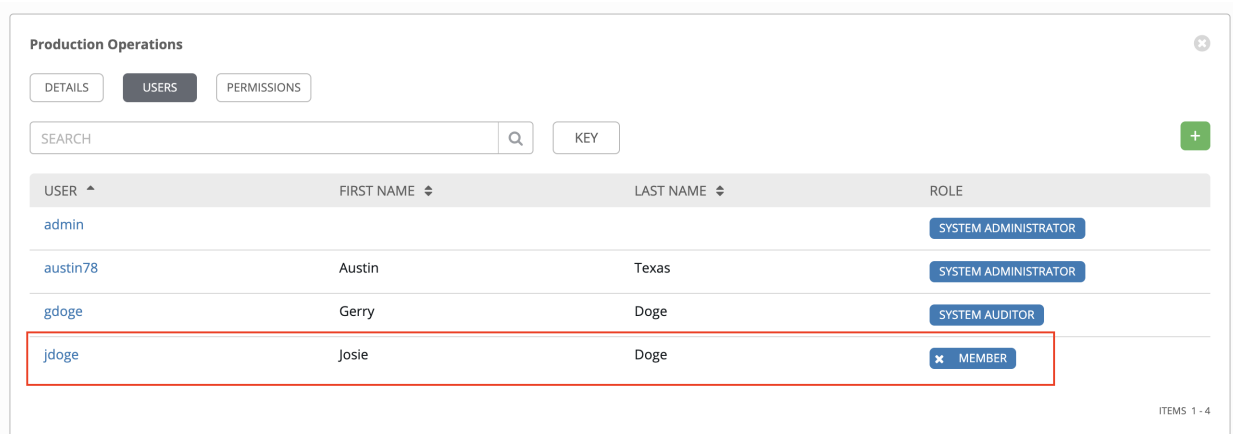 Production Operations
DETAILS USERS PERMISSIONS
SEARCH KEY +
USER FIRST NAME LAST NAME ROLE
admin SYSTEM ADMINISTRATOR
austin78 Austin Texas SYSTEM ADMINISTRATOR
gdoge Gerry Doge SYSTEM AUDITOR
jdoge Josie Doge MEMBER
ITEMS 1 - 4